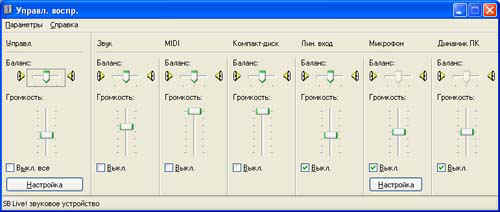 Управл. воспр.
Параметры Справка
Управл. Звук MIDI Компакт-диск Лин. вход Микрофон Динамик ПК
Баланс: Баланс: Баланс: Баланс: Баланс: Баланс: Баланс:
Громкость: Громкость: Громкость: Громкость: Громкость: Громкость: Громкость:
Выкл. все Выкл. Выкл. Выкл. Выкл. Выкл. Выкл.
Настройка Настройка
SB Live! звуковое устройство